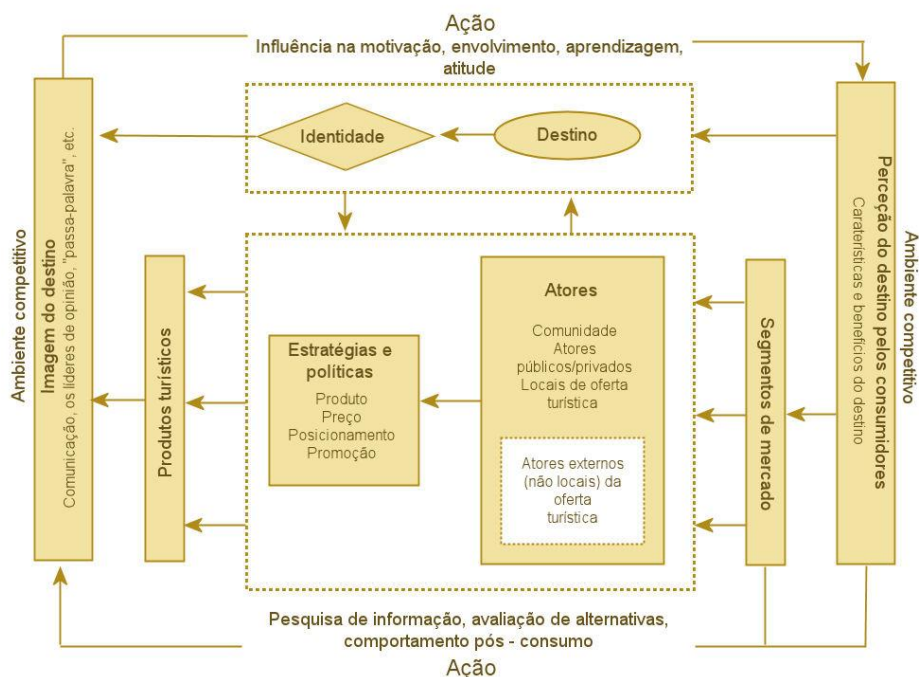 Ação
Influência na motivação, envolvimento, aprendizagem,
atitude
Ambiente competitivo
Imagem do destino
Comunicação, os líderes de opinião, "passa-palavra", etc.
Identidade
Destino
Produtos turísticos
Estratégias e
políticas
Produto
Preço
Posicionamento
Promoção
Atores
Comunidade
Atores
públicos/privados
Locais de oferta
turística
Atores externos
(não locais) da
oferta
turística
Segmentos de mercado
Perceção do destino pelos consumidores
Caraterísticas e benefícios do destino
Ambiente competitivo
Pesquisa de informação, avaliação de alternativas,
comportamento pós - consumo
Ação